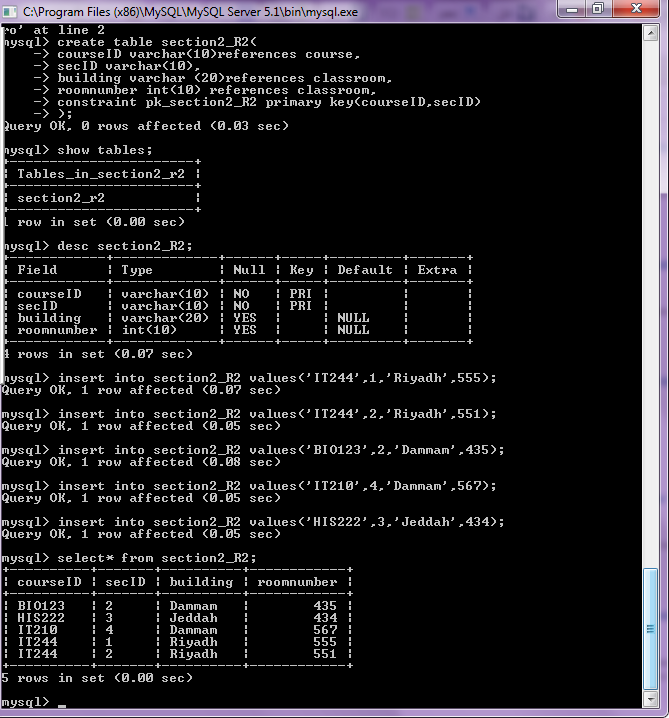 C:\Program Files (x86)\MySQL\MySQL Server 5.1\bin\mysql.exe
ro' at line 2
mysql> create table section2_R2(
    -> courseID varchar(10)references course,
    -> secID varchar(10),
    -> building varchar (20)references classroom,
    -> roomnumber int(10) references classroom,
    -> constraint pk_section2_R2 primary key(courseID,secID)
    -> );
Query OK, 0 rows affected (0.03 sec)
mysql> show tables;
+-----------------------+
| Tables_in_section2_r2 |
+-----------------------+
| section2_r2           |
+-----------------------+
1 row in set (0.00 sec)
mysql> desc section2_R2;
+------------+-------------+------+-----+---------+-------+
| Field      | Type        | Null | Key | Default | Extra |
+------------+-------------+------+-----+---------+-------+
| courseID   | varchar(10) | NO   | PRI |         |       |
| secID      | varchar(10) | NO   | PRI |         |       |
| building   | varchar(20) | YES  |     | NULL    |       |
| roomnumber | int(10)     | YES  |     | NULL    |       |
+------------+-------------+------+-----+---------+-------+
4 rows in set (0.07 sec)
mysql> insert into section2_R2 values('IT244',1,'Riyadh',555);
Query OK, 1 row affected (0.07 sec)
mysql> insert into section2_R2 values('IT244',2,'Riyadh',551);
Query OK, 1 row affected (0.05 sec)
mysql> insert into section2_R2 values('BIO123',2,'Dammam',435);
Query OK, 1 row affected (0.08 sec)
mysql> insert into section2_R2 values('IT210',4,'Dammam',567);
Query OK, 1 row affected (0.05 sec)
mysql> insert into section2_R2 values('HIS222',3,'Jeddah',434);
Query OK, 1 row affected (0.05 sec)
mysql> select* from section2_R2;
+----------+-------+----------+------------+
| courseID | secID | building | roomnumber |
+----------+-------+----------+------------+
| BIO123   | 2     | Dammam   |        435 |
| HIS222   | 3     | Jeddah   |        434 |
| IT210    | 4     | Dammam   |        567 |
| IT244    | 1     | Riyadh   |        555 |
| IT244    | 2     | Riyadh   |        551 |
+----------+-------+----------+------------+
5 rows in set (0.00 sec)
mysql> _